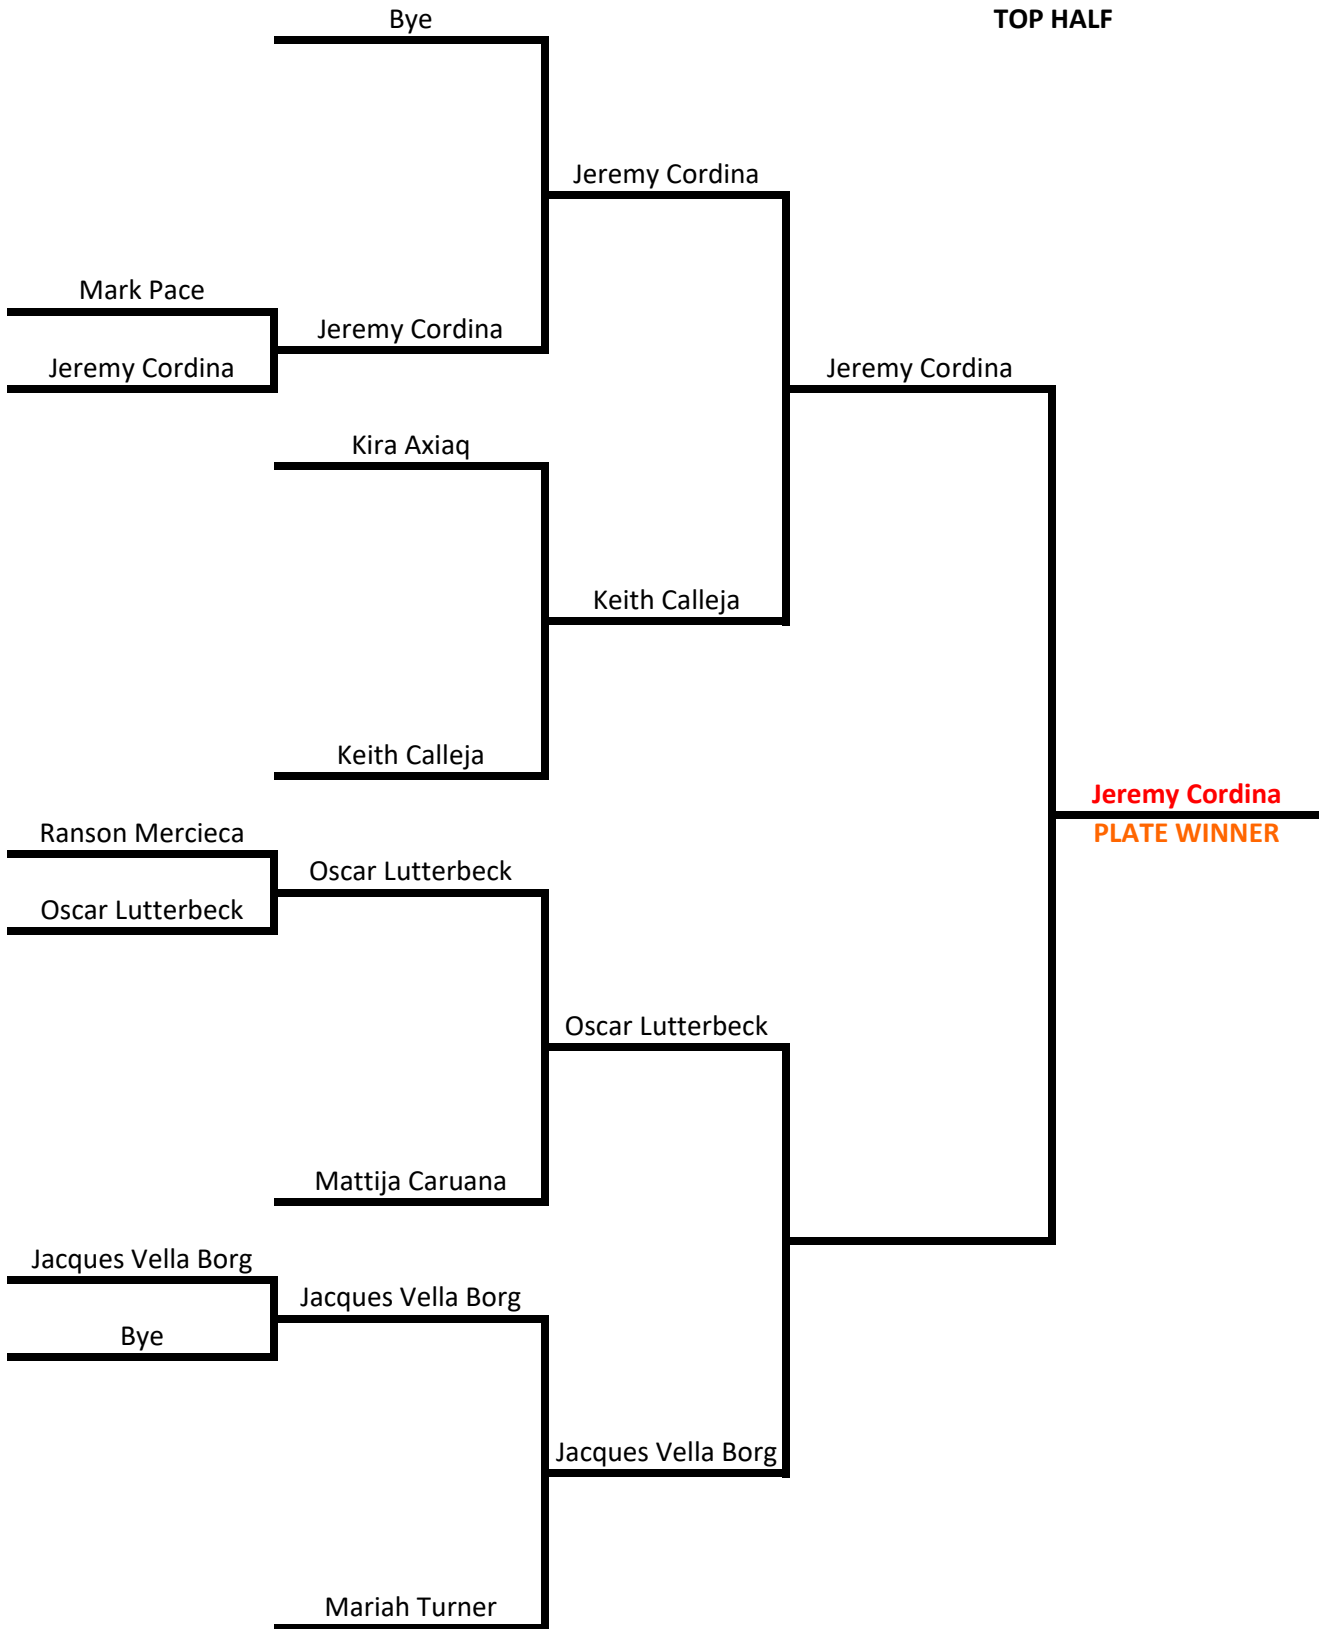 Bye
TOP HALF
Jeremy Cordina
Mark Pace
Jeremy Cordina
Jeremy Cordina
Jeremy Cordina
Kira Axiaq
Keith Calleja
Keith Calleja
Jeremy Cordina
PLATE WINNER
Ranson Mercieca
Oscar Lutterbeck
Oscar Lutterbeck
Oscar Lutterbeck
Mattija Caruana
Jacques Vella Borg
Jacques Vella Borg
Bye
Jacques Vella Borg
Mariah Turner